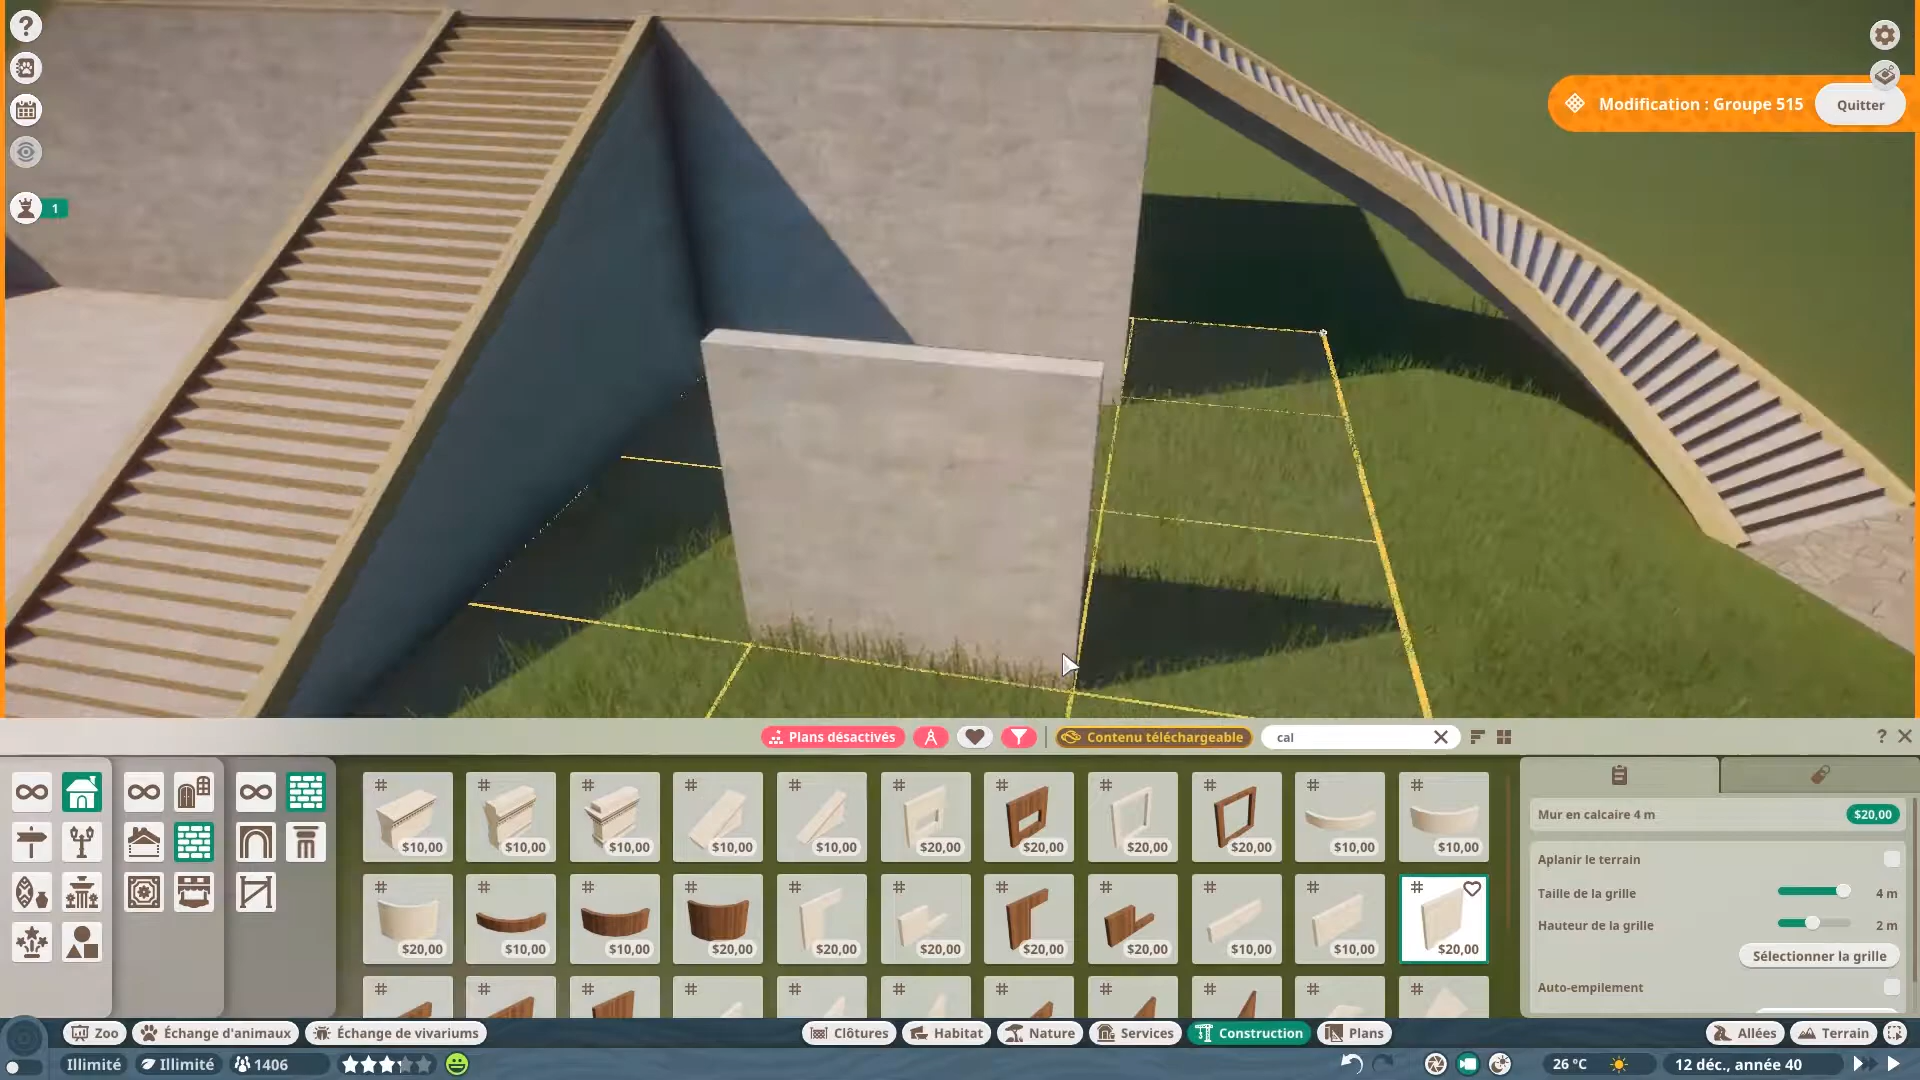 ?
Modification : Groupe 515
Quitter
1
Plans désactivés
Contenu téléchargeable
cal
?
$10,00 $10,00 $10,00 $10,00 $10,00 $20,00 $20,00 $20,00 $20,00 $10,00 $10,00
$20,00 $10,00 $10,00 $20,00 $20,00 $20,00 $20,00 $20,00 $10,00 $10,00 $20,00
Mur en calcaire 4 m
$20,00
Aplanir le terrain
Taille de la grille
4 m
Hauteur de la grille
2 m
Sélectionner la grille
Auto-empilement
Zoo
Échange d'animaux
Échange de vivariums
Clôtures
Habitat
Nature
Services
Construction
Plans
Allées
Terrain
Illimité
Illimité
1406
26 °C
12 déc., année 40